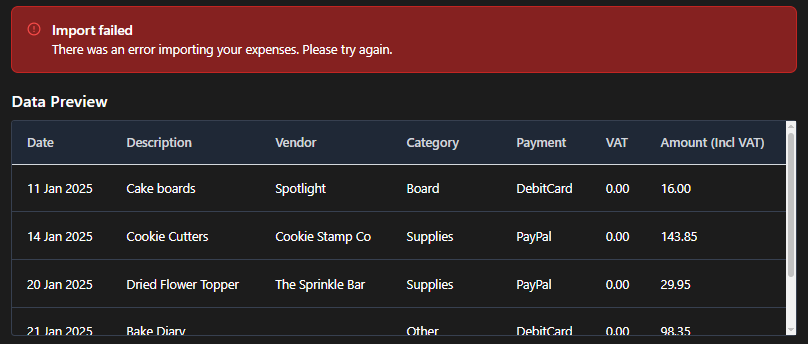 Import failed
There was an error importing your expenses. Please try again.
Data Preview
Date Description Vendor Category Payment VAT Amount (Incl VAT)
11 Jan 2025 Cake boards Spotlight Board DebitCard 0.00 16.00
14 Jan 2025 Cookie Cutters Cookie Stamp Co Supplies PayPal 0.00 143.85
20 Jan 2025 Dried Flower Topper The Sprinkle Bar Supplies PayPal 0.00 29.95
21 Jan 2025 Bake Diary Other DebitCard 0.00 98.35